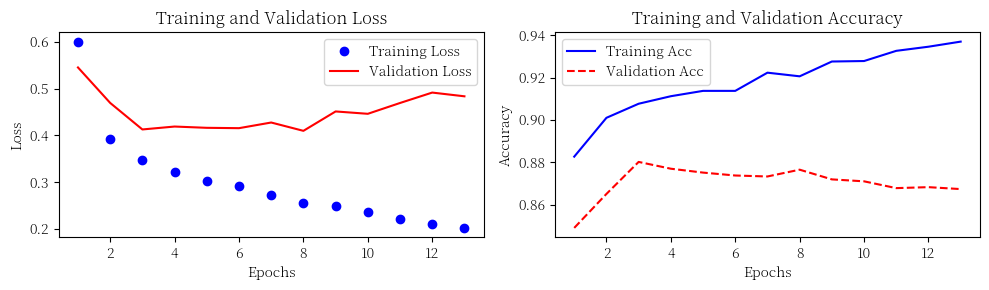 Training and Validation Loss
0.6
0.5
0.4
0.3
0.2
Loss
Training Loss
Validation Loss
2 4 6 8 10 12
Epochs
Training and Validation Accuracy
0.94
0.92
0.90
0.88
0.86
Accuracy
Training Acc
Validation Acc
2 4 6 8 10 12
Epochs